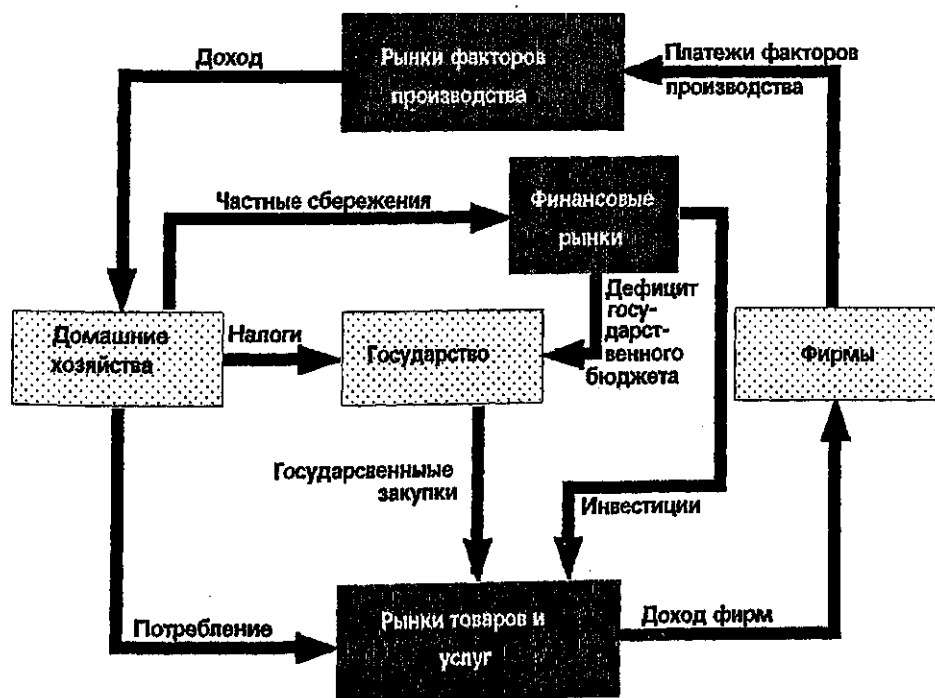 Доход
Рынки факторов
производства
Платежи факторов
производства
Частные сбережения
Финансовые
рынки
Дефицит
госу-
дарст-
венного
бюджета
Домашние
хозяйства
Налоги
Государство
Фирмы
Государсвенныые
закупки
Инвестиции
Потребление
Рынки товаров и
услуг
Доход фирм